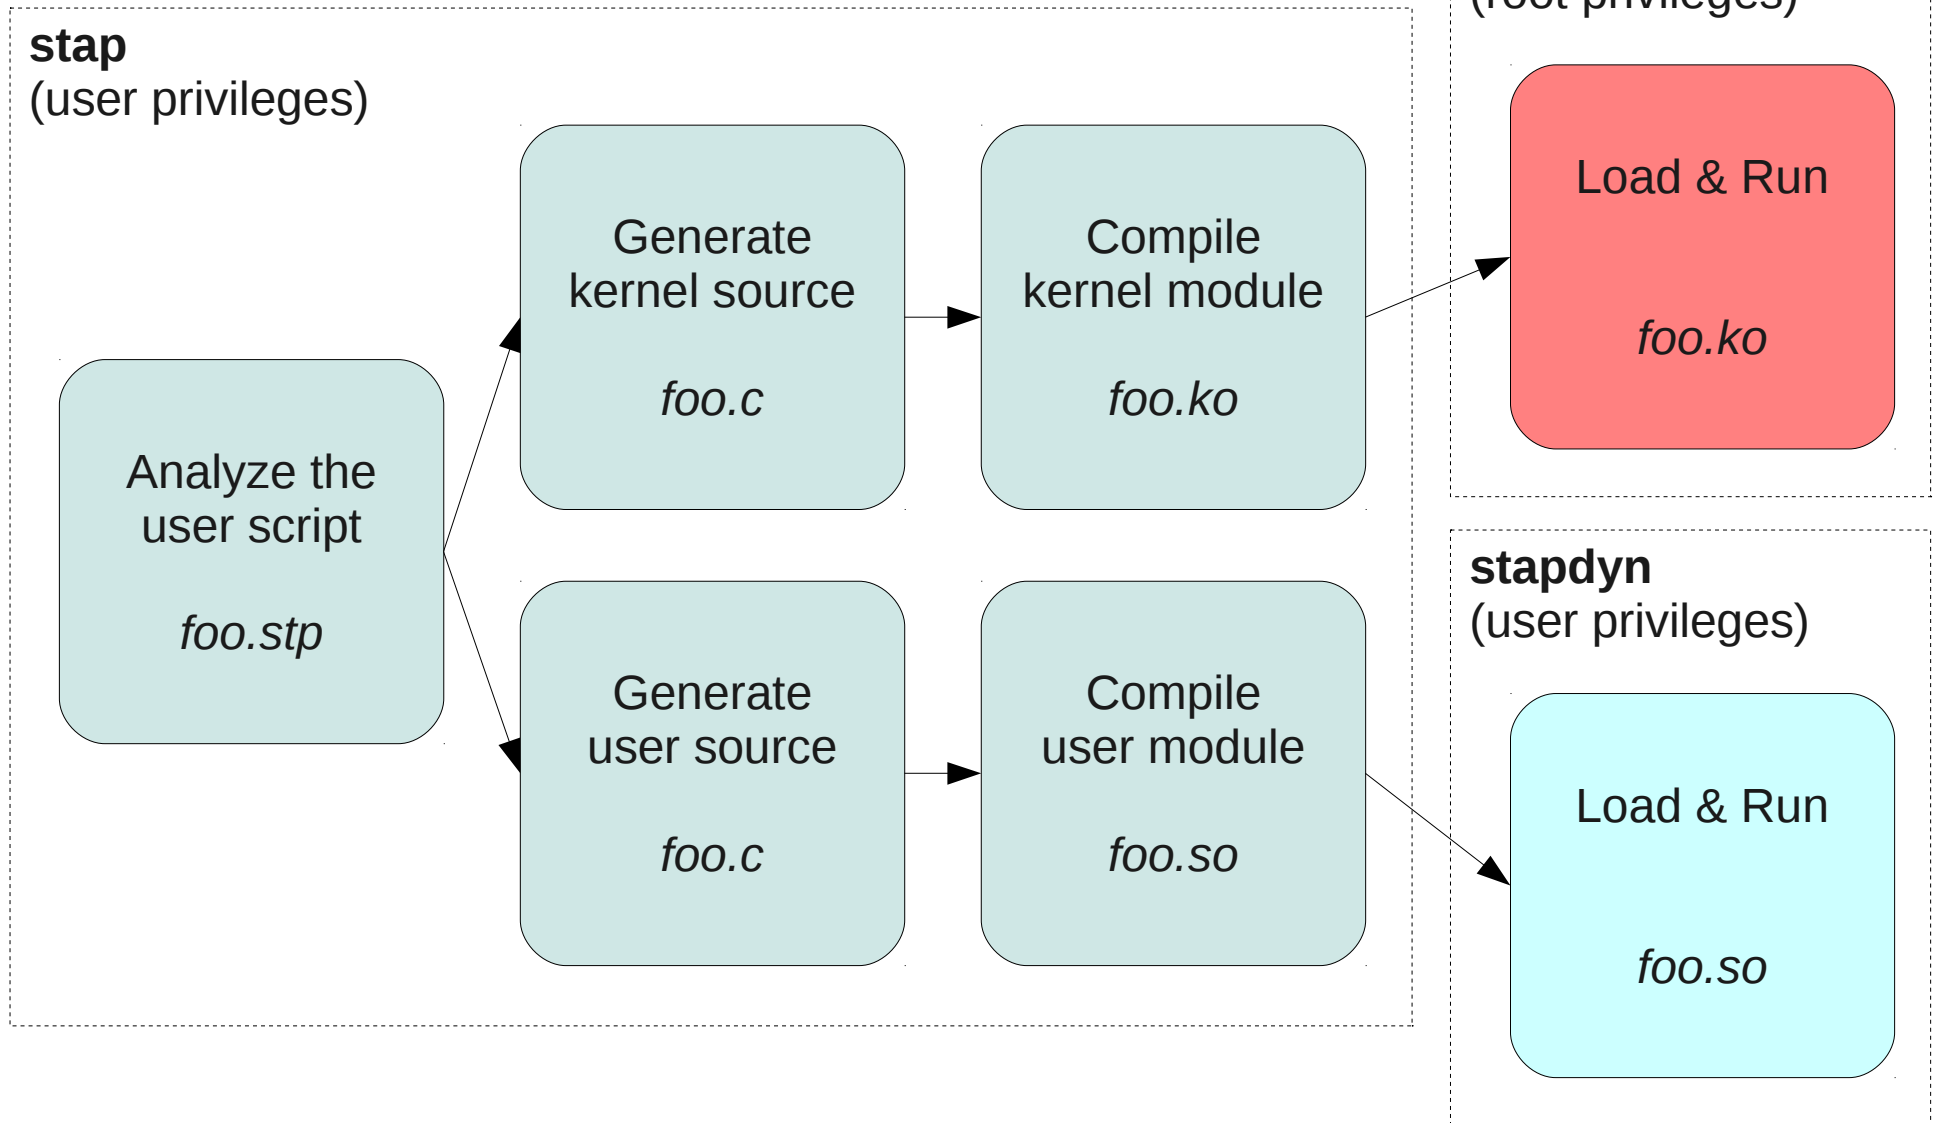 stap
(user privileges)
Analyze the
user script
foo.stp
Generate
kernel source
foo.c
Compile
kernel module
foo.ko
Generate
user source
foo.c
Compile
user module
foo.so
(root privileges)
Load & Run
foo.ko
stapdyn
(user privileges)
Load & Run
foo.so